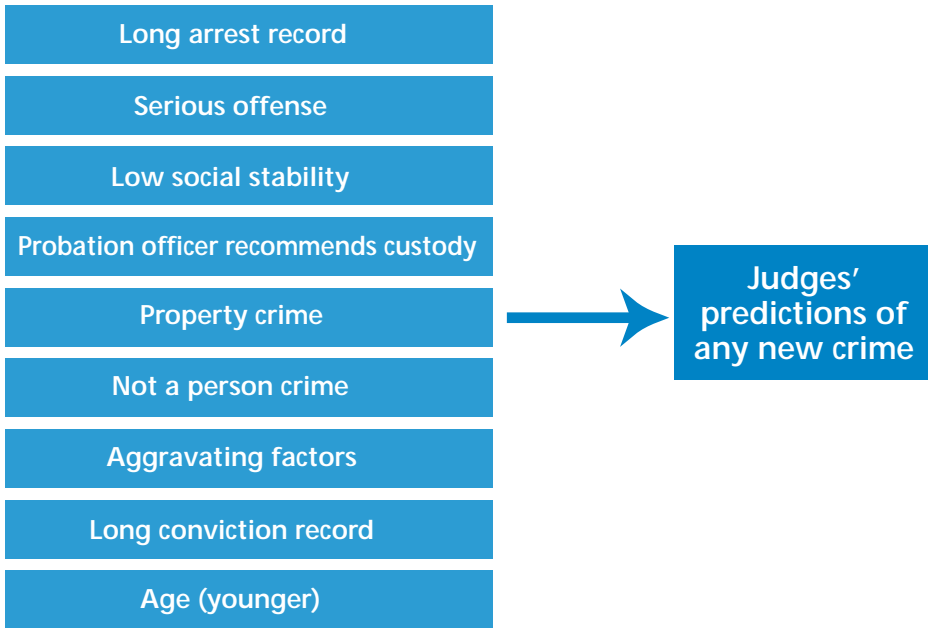 Long arrest record
Serious offense
Low social stability
Probation officer recommends custody
Property crime
Not a person crime
Aggravating factors
Long conviction record
Age (younger)
Judges’
predictions of
any new crime